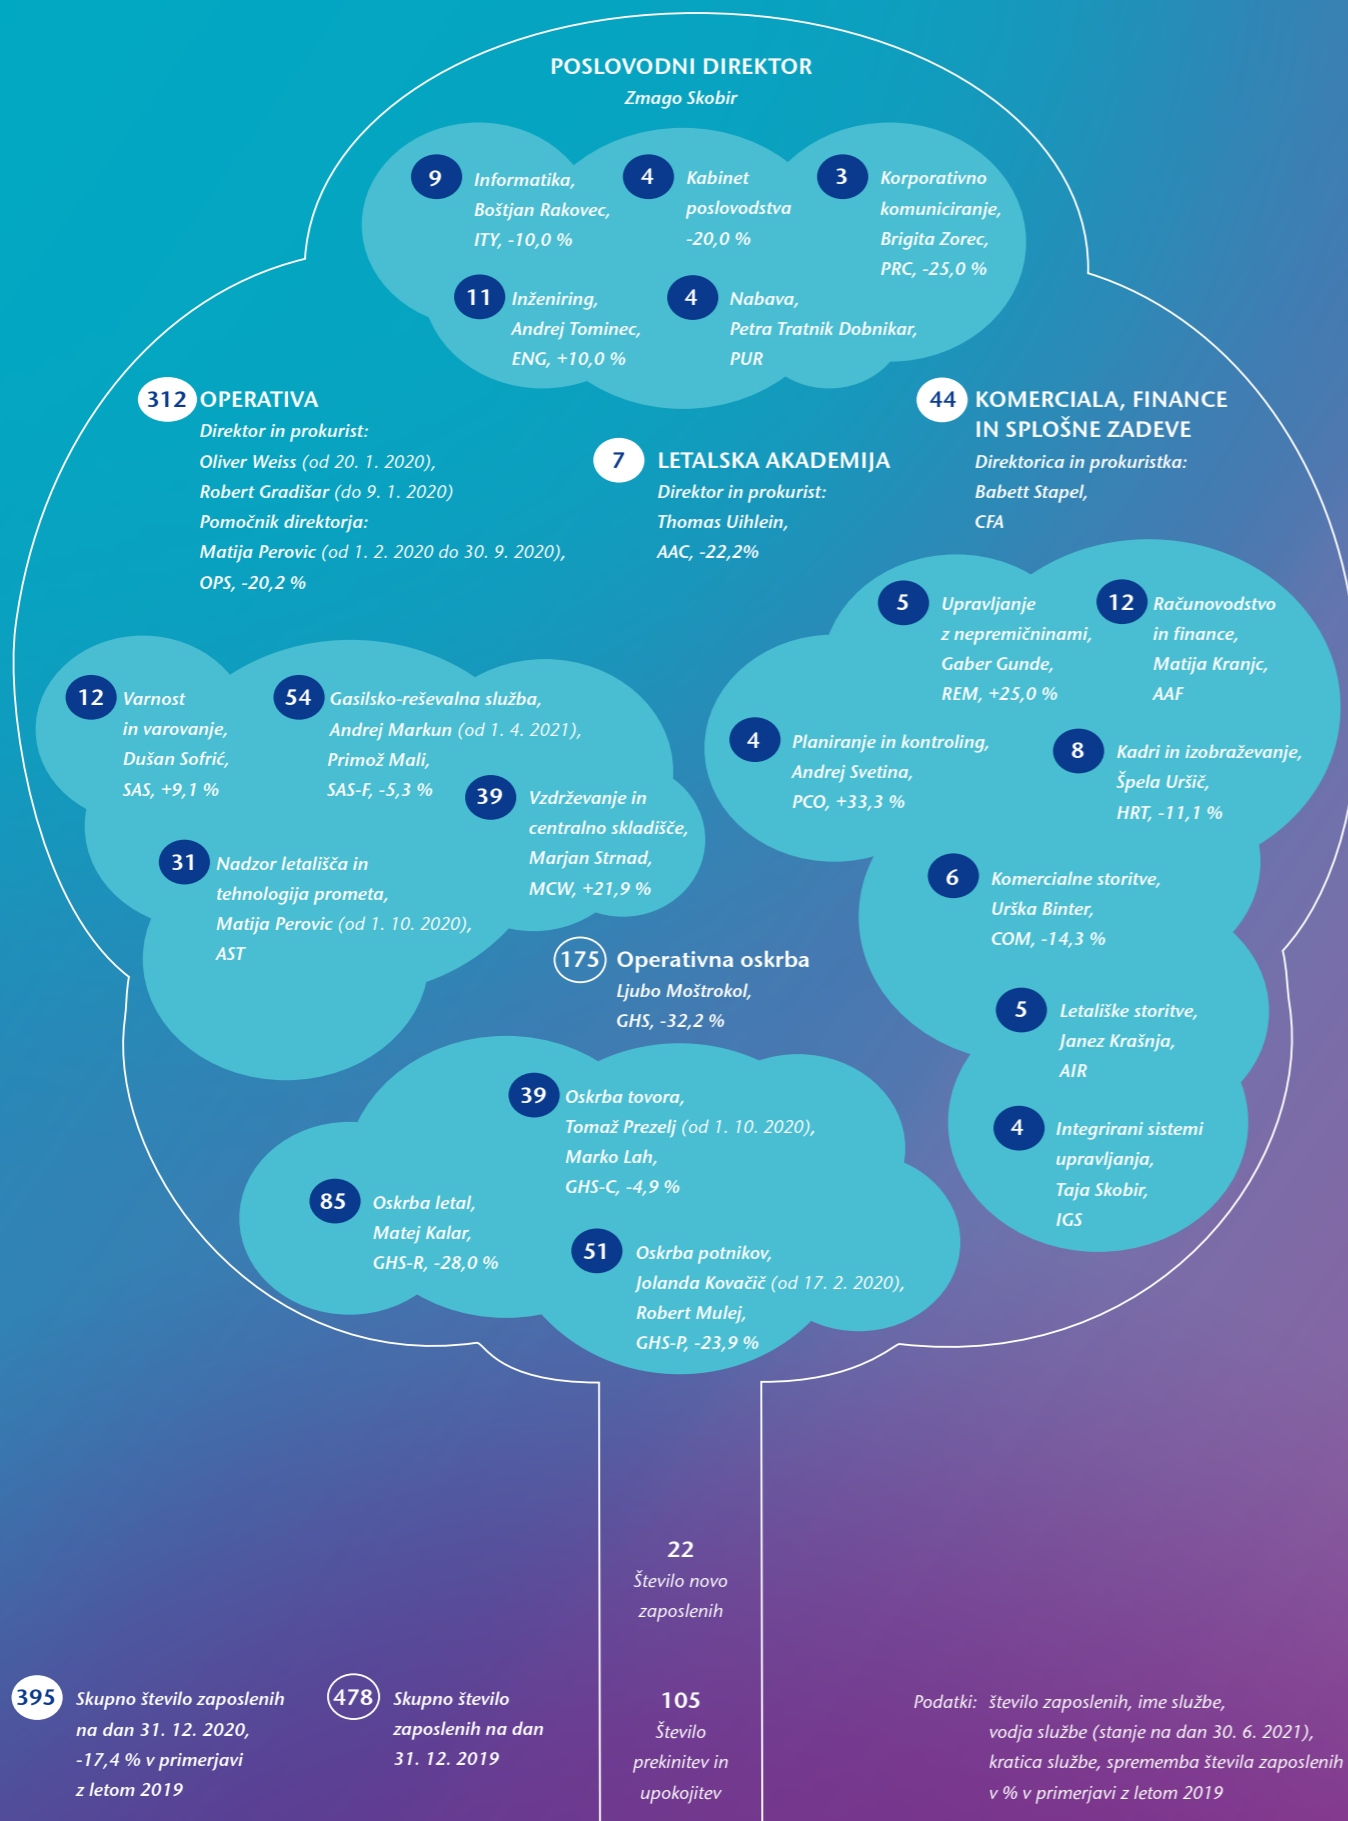 POSLOVODNI DIREKTOR
Zmago Skobir
9
Informatika,
Boštjan Rakovec,
ITY, -10,0 %
4
Kabinet
poslovodstva
-20,0 %
3
Korporativno
komuniciranje,
Brigita Zorec,
PRC, -25,0 %
11
Inženiring,
Andrej Tominec,
ENG, +10,0 %
4
Nabava,
Petra Tratnik Dobnikar,
PUR
312 OPERATIVA
Direktor in prokurist:
Oliver Weiss (od 20. 1. 2020),
Robert Gradišar (do 9. 1. 2020)
Pomočnik direktorja:
Matija Perovic (od 1. 2. 2020 do 30. 9. 2020),
OPS, -20,2 %
7 LETALSKA AKADEMIJA
Direktor in prokurist:
Thomas Uihlein,
AAC, -22,2%
44 KOMERCIALA, FINANCE
IN SPLOŠNE ZADEVE
Direktorica in prokuristka:
Babett Stapel,
CFA
12
Varnost
in varovanje,
Dušan Sofrić,
SAS, +9,1 %
54
Gasilsko-reševalna služba,
Andrej Markun (od 1. 4. 2021),
Primož Mali,
SAS-F, -5,3 %
39
Vzdrževanje in
centralno skladišče,
Marjan Strnad,
MCW, +21,9 %
31
Nadzor letališča in
tehnologija prometa,
Matija Perovic (od 1. 10. 2020),
AST
5
Upravljanje
z nepremičninami,
Gaber Gunde,
REM, +25,0 %
12
Računovodstvo
in finance,
Matija Kranjc,
AAF
4
Planiranje in kontroling,
Andrej Svetina,
PCO, +33,3 %
8
Kadri in izobraževanje,
Špela Uršič,
HRT, -11,1 %
6
Komercialne storitve,
Urška Binter,
COM, -14,3 %
5
Letališke storitve,
Janez Krašnja,
AIR
4
Integrirani sistemi
upravljanja,
Taja Skobir,
IGS
175 Operativna oskrba
Ljubo Moštrokol,
GHS, -32,2 %
39
Oskrba tovora,
Tomaž Prezelj (od 1. 10. 2020),
Marko Lah,
GHS-C, -4,9 %
85
Oskrba letal,
Matej Kalar,
GHS-R, -28,0 %
51
Oskrba potnikov,
Jolanda Kovačič (od 17. 2. 2020),
Robert Mulej,
GHS-P, -23,9 %
22
Število novo
zaposlenih
105
Število
prekinitev in
upokojitev
395
Skupno število zaposlenih
na dan 31. 12. 2020,
-17,4 % v primerjavi
z letom 2019
478
Skupno število
zaposlenih na dan
31. 12. 2019
Podatki: število zaposlenih, ime službe,
vodja službe (stanje na dan 30. 6. 2021),
kratica službe, sprememba števila zaposlenih
v % v primerjavi z letom 2019